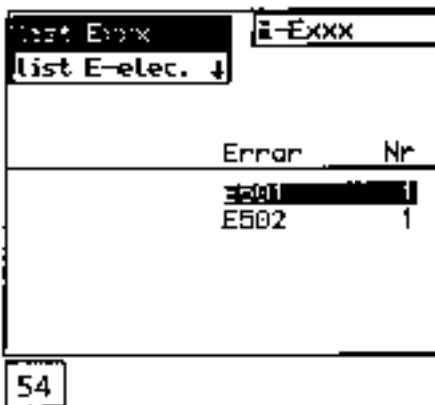 list E-elec. ↓
-Exxx
Error Nr
1
E502 1
54